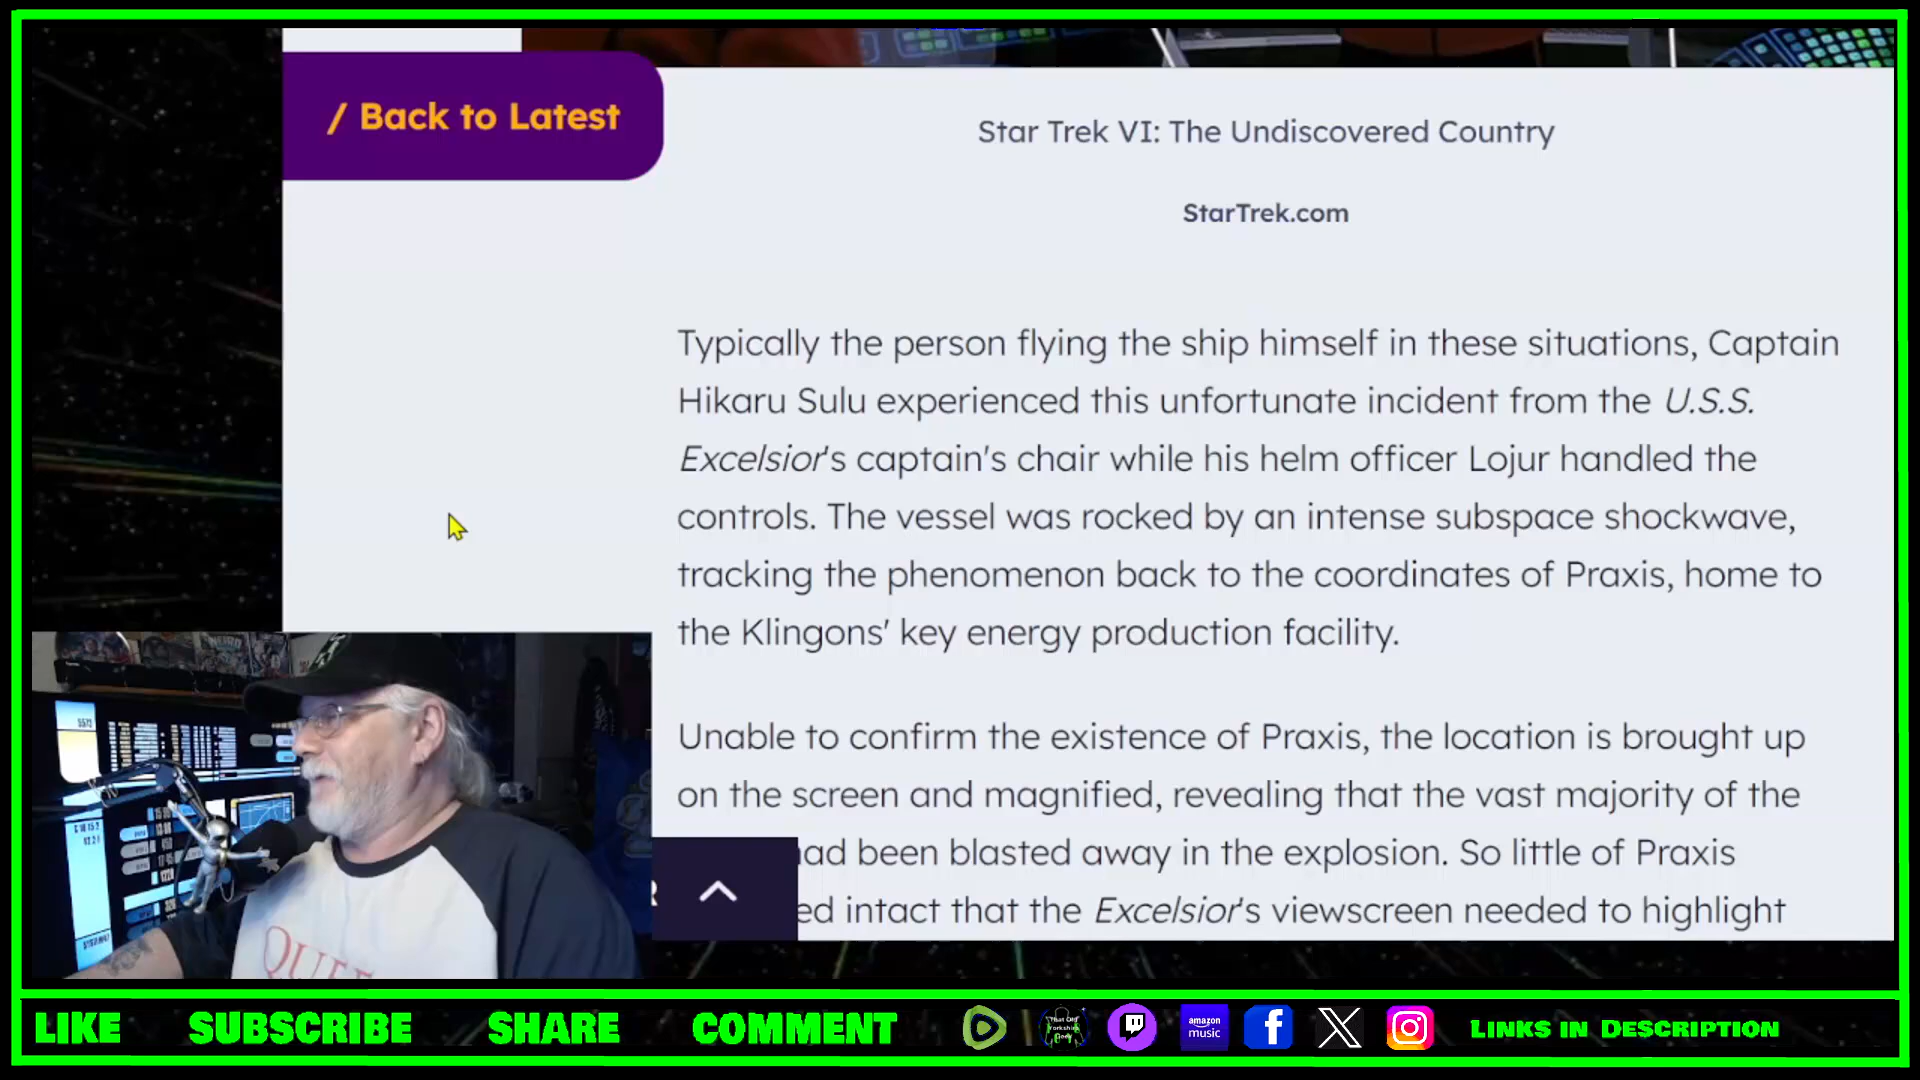 / Back to Latest
Star Trek VI: The Undiscovered Country
StarTrek.com
Typically the person flying the ship himself in these situations, Captain
Hikaru Sulu experienced this unfortunate incident from the U.S.S.
Excelsior's captain's chair while his helm officer Lojur handled the
controls. The vessel was rocked by an intense subspace shockwave,
tracking the phenomenon back to the coordinates of Praxis, home to
the Klingons' key energy production facility.
Unable to confirm the existence of Praxis, the location is brought up
on the screen and magnified, revealing that the vast majority of the
had been blasted away in the explosion. So little of Praxis
ed intact that the Excelsior's viewscreen needed to highlight
QUEE
LIKE SUBSCRIBE SHARE COMMENT
That Old Yorkshire Geek
amazon music
LINKS IN DESCRIPTION